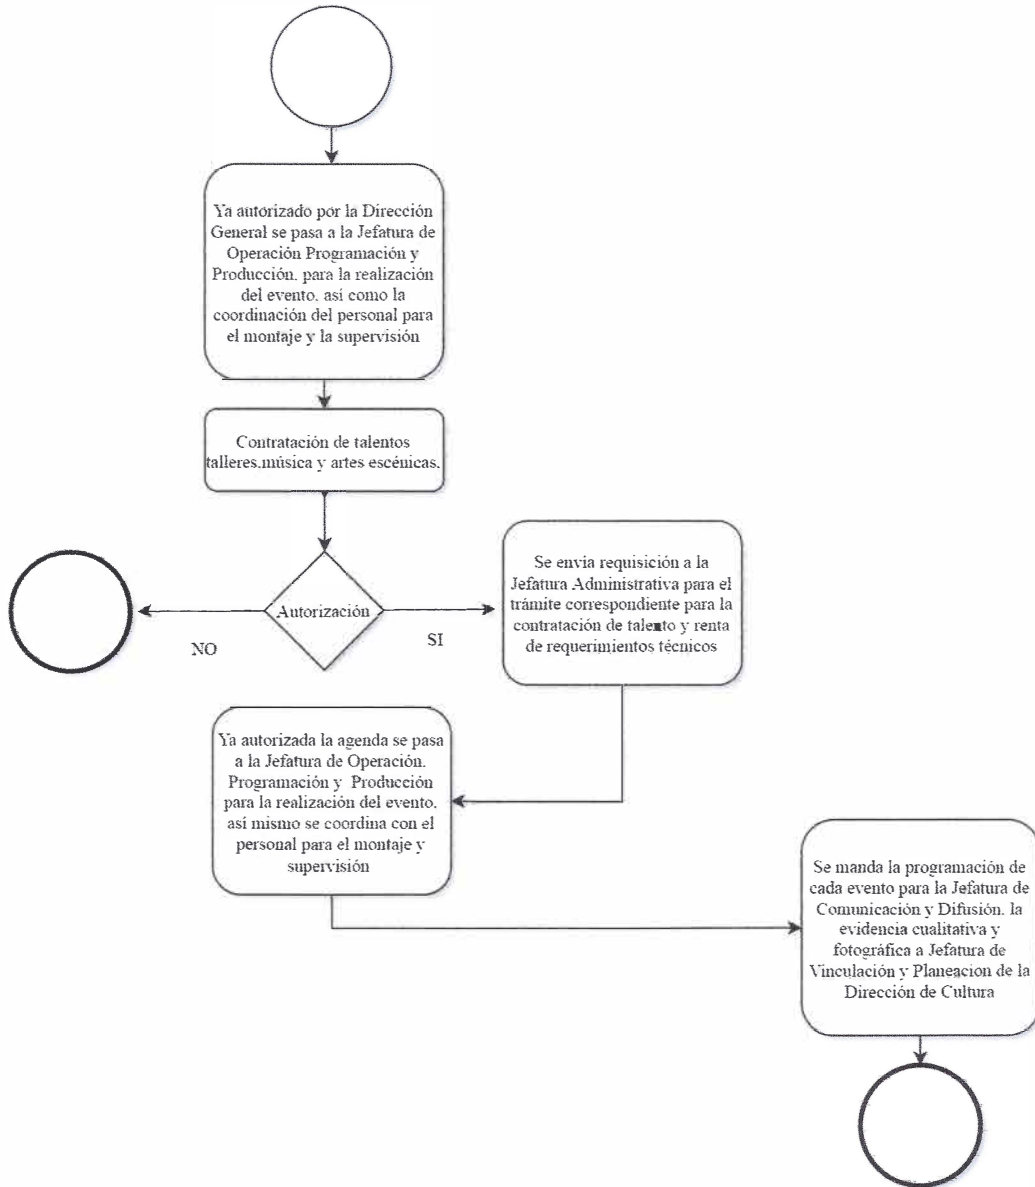 Ya autorizado por la Dirección
General se pasa a la Jefatura de
Operación Programación y
Producción. para la realización
del evento. así como la
coordinación del personal para
el montaje y la supervisión
Contratación de talentos
talleres.música y artes escénicas.
Autorización
NO
SI
Se envía requisición a la
Jefatura Administrativa para el
trámite correspondiente para la
contratación de talento y renta
de requerimientos técnicos
Ya autorizada la agenda se pasa
a la Jefatura de Operación.
Programación y Producción
para la realización del evento.
así mismo se coordina con el
personal para el montaje y
supervisión
Se manda la programación de
cada evento para la Jefatura de
Comunicación y Difusión. la
evidencia cualitativa y
fotográfica a Jefatura de
Vinculación y Planeacion de la
Dirección de Cultura